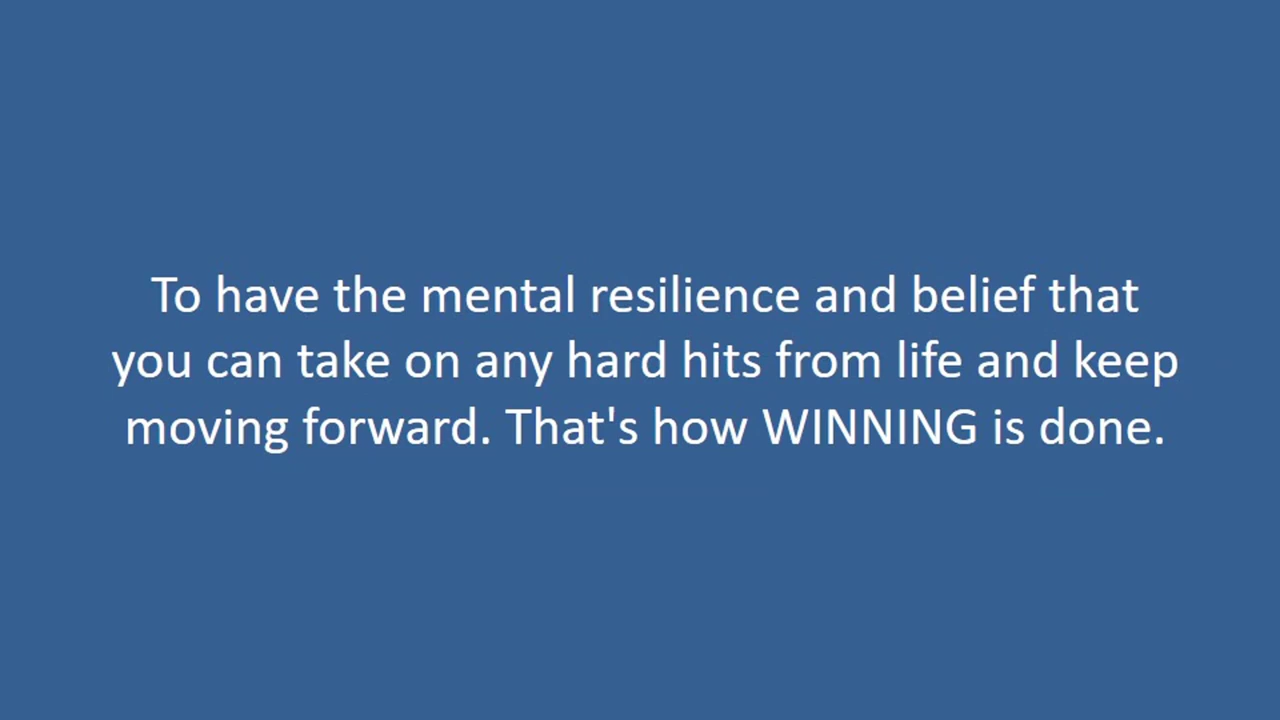 To have the mental resilience and belief that
you can take on any hard hits from life and keep
moving forward. That's how WINNING is done.